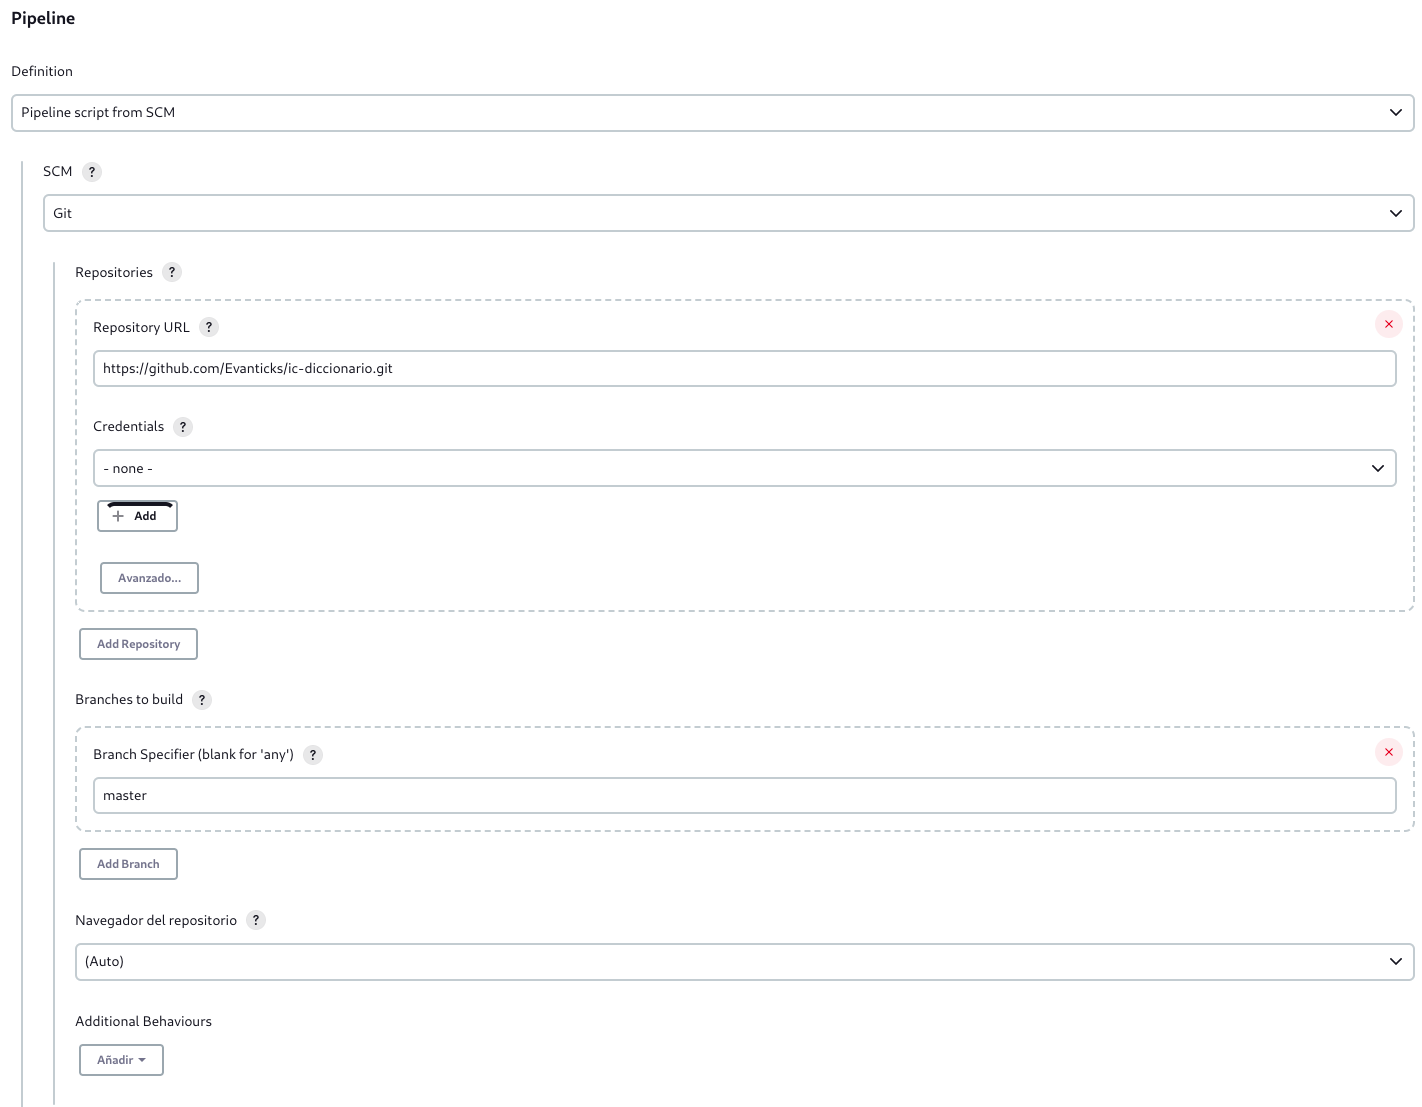 Pipeline
Definition
Pipeline script from SCM
SCM ?
Git
Repositories ?
Repository URL ?
https://github.com/Evanticks/ic-diccionario.git
Credentials ?
- none -
+ Add
Avanzado...
Add Repository
Branches to build ?
Branch Specifier (blank for 'any') ?
master
Add Branch
Navegador del repositorio ?
(Auto)
Additional Behaviours
Añadir